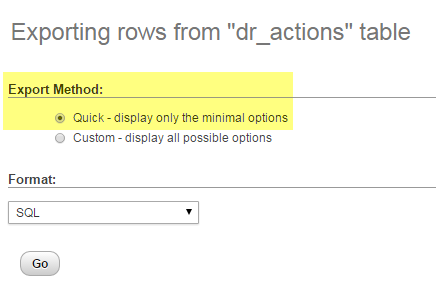 Exporting rows from "dr_actions" table
Export Method:
Quick - display only the minimal options
Custom - display all possible options
Format:
SQL
Go